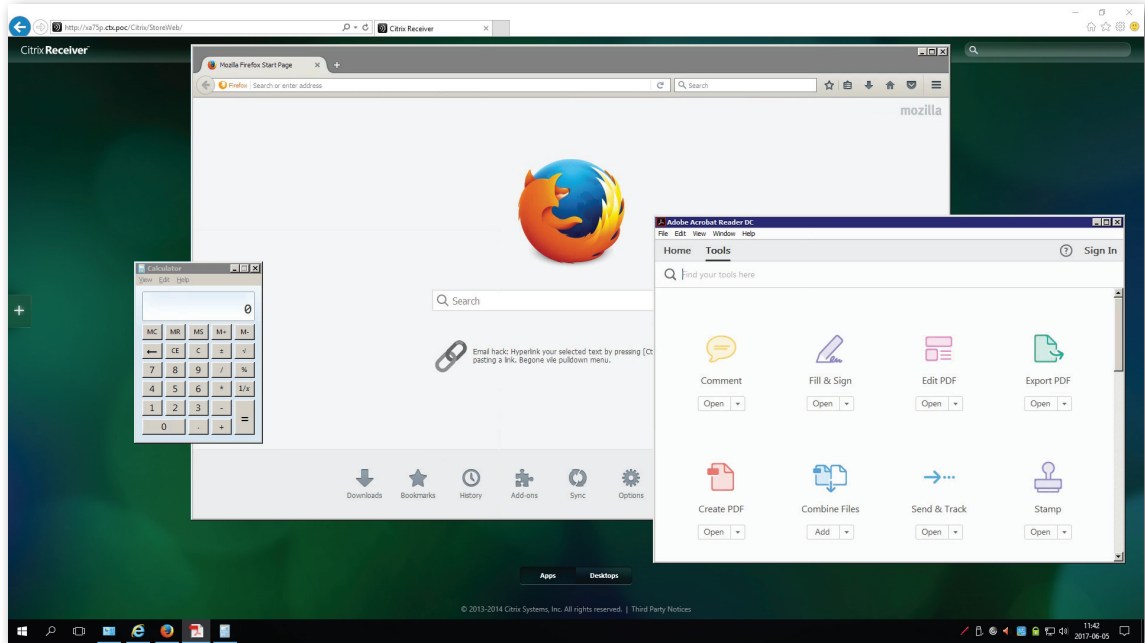 http://xa75p.ctx.poc/Citrix/StoreWeb/
Citrix Receiver
Citrix Receiver
Mozilla Firefox Start Page
Firefox
Search or enter address
Search
mozilla
Search
Email hack: Hyperlink your selected text by pressing [Ct
pasting a link. Begone vile pulldown menu.
Downloads
Bookmarks
History
Add-ons
Sync
Options
Calculator
View Edit Help
0
MC MR MS M+ M-
← CE C ± √
7 8 9 / %
4 5 6 * 1/x
1 2 3 - =
0 . +
Adobe Acrobat Reader DC
File Edit View Window Help
Home Tools
? Sign In
Find your tools here
Comment Fill & Sign Edit PDF Export PDF
Open Open Open Open
Create PDF Combine Files Send & Track Stamp
Open Add Open Open
Apps Desktops
© 2013-2014 Citrix Systems, Inc. All rights reserved. | Third Party Notices
11:42
2017-06-05